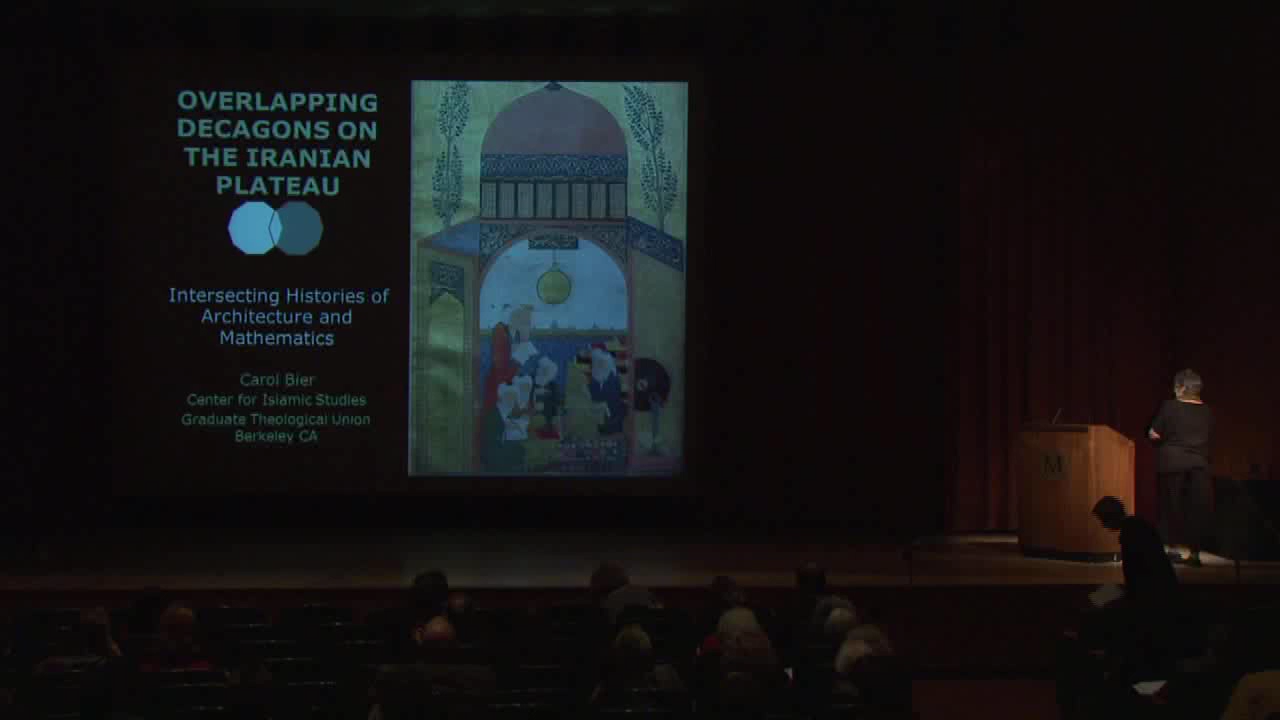 OVERLAPPING
DECAGONS ON
THE IRANIAN
PLATEAU
Intersecting Histories of
Architecture and
Mathematics
Carol Bier
Center for Islamic Studies
Graduate Theological Union
Berkeley CA
M